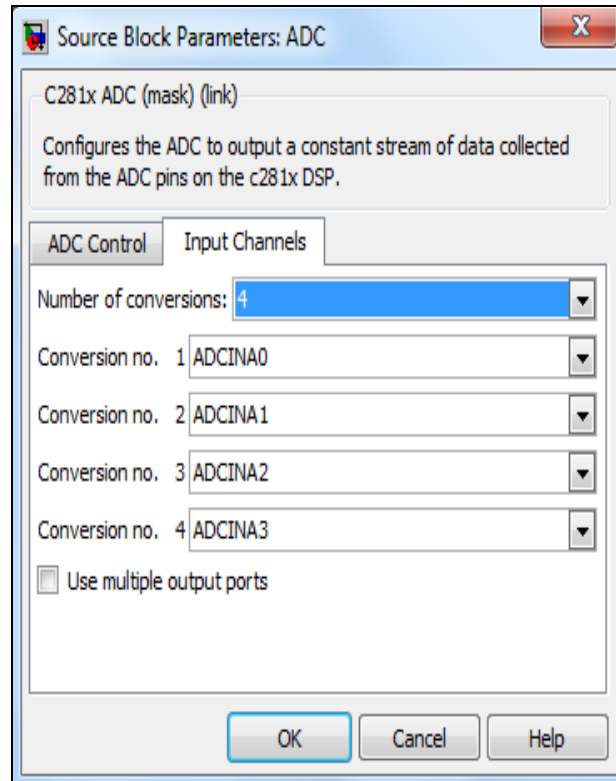 Source Block Parameters: ADC
C281x ADC (mask) (link)
Configures the ADC to output a constant stream of data collected
from the ADC pins on the c281x DSP.
ADC Control Input Channels
Number of conversions: 4
Conversion no. 1 ADCINA0
Conversion no. 2 ADCINA1
Conversion no. 3 ADCINA2
Conversion no. 4 ADCINA3
Use multiple output ports
OK Cancel Help